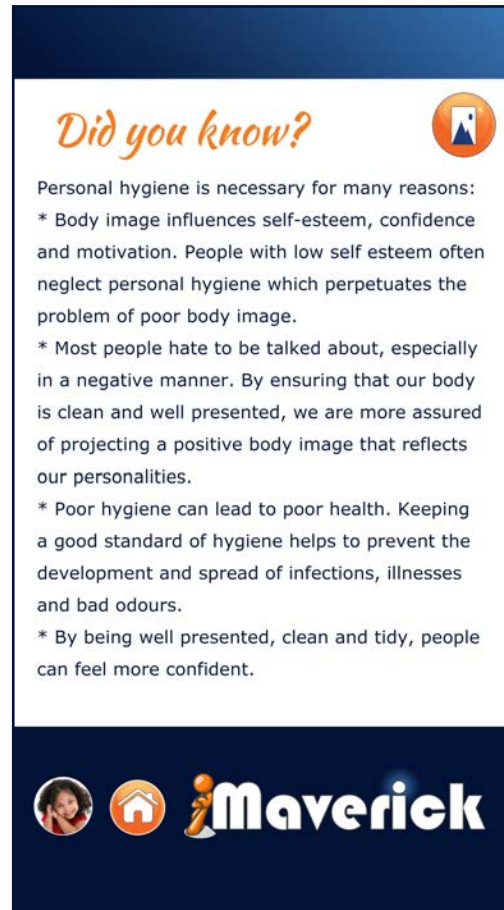 Did you know?
Personal hygiene is necessary for many reasons:
* Body image influences self-esteem, confidence
and motivation. People with low self esteem often
neglect personal hygiene which perpetuates the
problem of poor body image.
* Most people hate to be talked about, especially
in a negative manner. By ensuring that our body
is clean and well presented, we are more assured
of projecting a positive body image that reflects
our personalities.
* Poor hygiene can lead to poor health. Keeping
a good standard of hygiene helps to prevent the
development and spread of infections, illnesses
and bad odours.
* By being well presented, clean and tidy, people
can feel more confident.
iMaverick